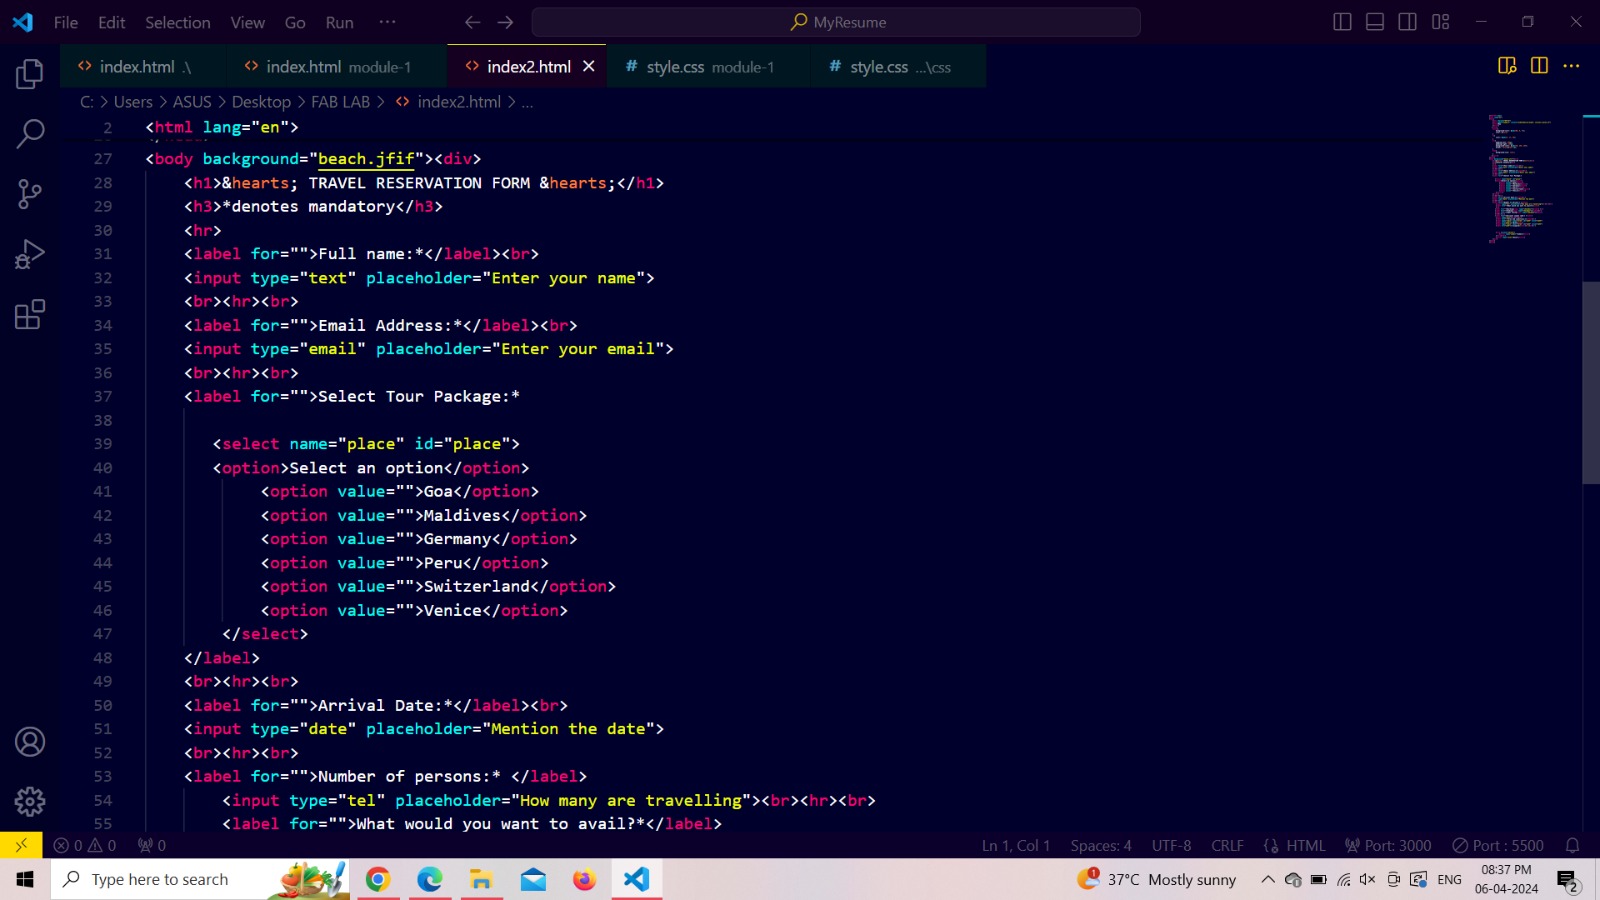 File Edit Selection View Go Run ··· MyResume
index.html .\ index.html module-1 index2.html style.css module-1 style.css ...\css
C: > Users > ASUS > Desktop > FAB LAB > index2.html > ...
2 <html lang="en">
27 <body background="beach.jfif"><div>
28 <h1>&hearts; TRAVEL RESERVATION FORM &hearts;</h1>
29 <h3>*denotes mandatory</h3>
30 <hr>
31 <label for="">Full name:*</label><br>
32 <input type="text" placeholder="Enter your name">
33 <br><hr><br>
34 <label for="">Email Address:*</label><br>
35 <input type="email" placeholder="Enter your email">
36 <br><hr><br>
37 <label for="">Select Tour Package:*
38
39 <select name="place" id="place">
40 <option>Select an option</option>
41 <option value="">Goa</option>
42 <option value="">Maldives</option>
43 <option value="">Germany</option>
44 <option value="">Peru</option>
45 <option value="">Switzerland</option>
46 <option value="">Venice</option>
47 </select>
48 </label>
49 <br><hr><br>
50 <label for="">Arrival Date:*</label><br>
51 <input type="date" placeholder="Mention the date">
52 <br><hr><br>
53 <label for="">Number of persons:* </label>
54 <input type="tel" placeholder="How many are travelling"><br><hr><br>
55 <label for="">What would you want to avail?*</label>
0 0 0 Ln 1, Col 1 Spaces: 4 UTF-8 CRLF HTML Port: 3000 Port : 5500
Type here to search 1 37°C Mostly sunny ENG 08:37 PM 2
06-04-2024